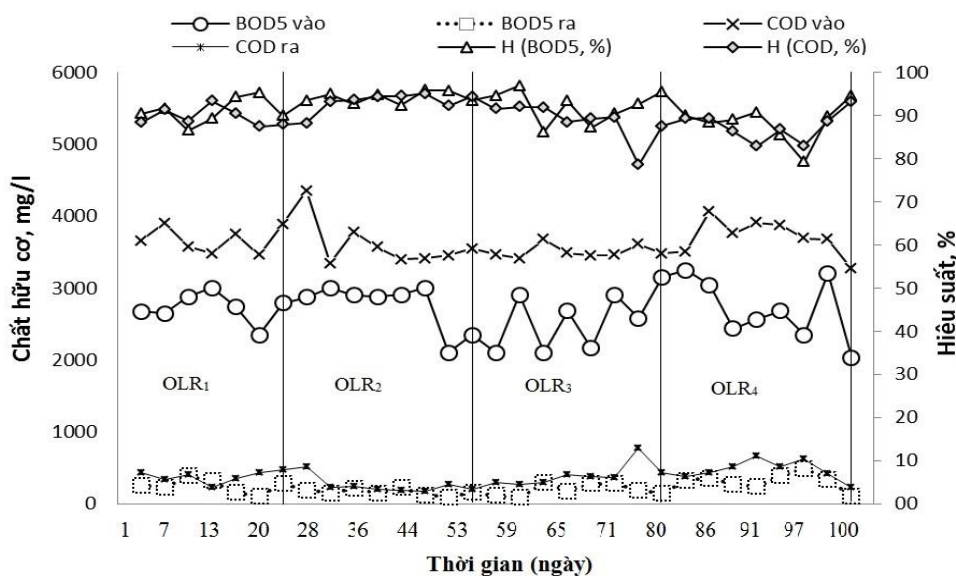 BOD5 vào BOD5 ra COD vào
COD ra H (BOD5, %) H (COD, %)
6000
5000
4000
3000
2000
1000
0
Chất hữu cơ, mg/l
100
90
80
70
60
50
40
30
20
10
00
Hiệu suất, %
OLR1 OLR2 OLR3 OLR4
1 7 13 14 20 28 36 44 53 59 65 71 80 86 91 97 100
Thời gian (ngày)